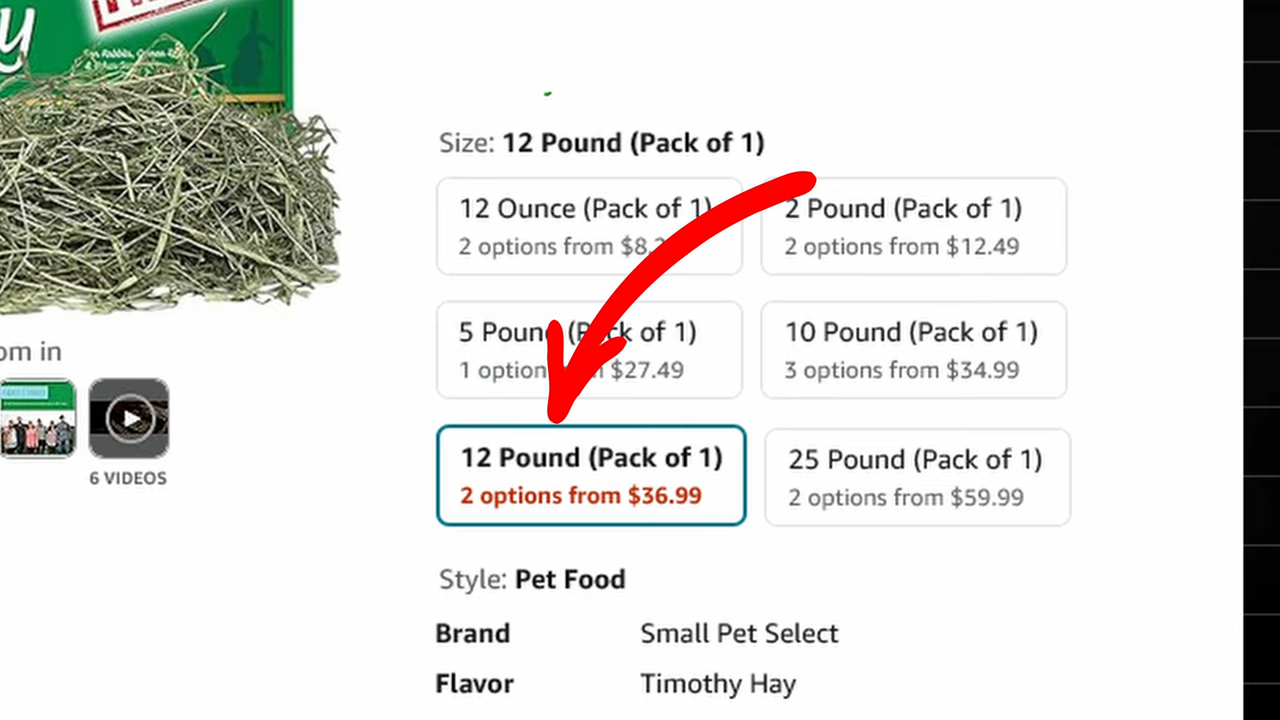 y
Size: 12 Pound (Pack of 1)
12 Ounce (Pack of 1)
2 options from
2 Pound (Pack of 1)
2 options from $12.49
5 Pound (Pack of 1)
1 option $27.49
10 Pound (Pack of 1)
3 options from $34.99
12 Pound (Pack of 1)
2 options from $36.99
25 Pound (Pack of 1)
2 options from $59.99
om in
6 VIDEOS
Style: Pet Food
Brand Small Pet Select
Flavor Timothy Hay